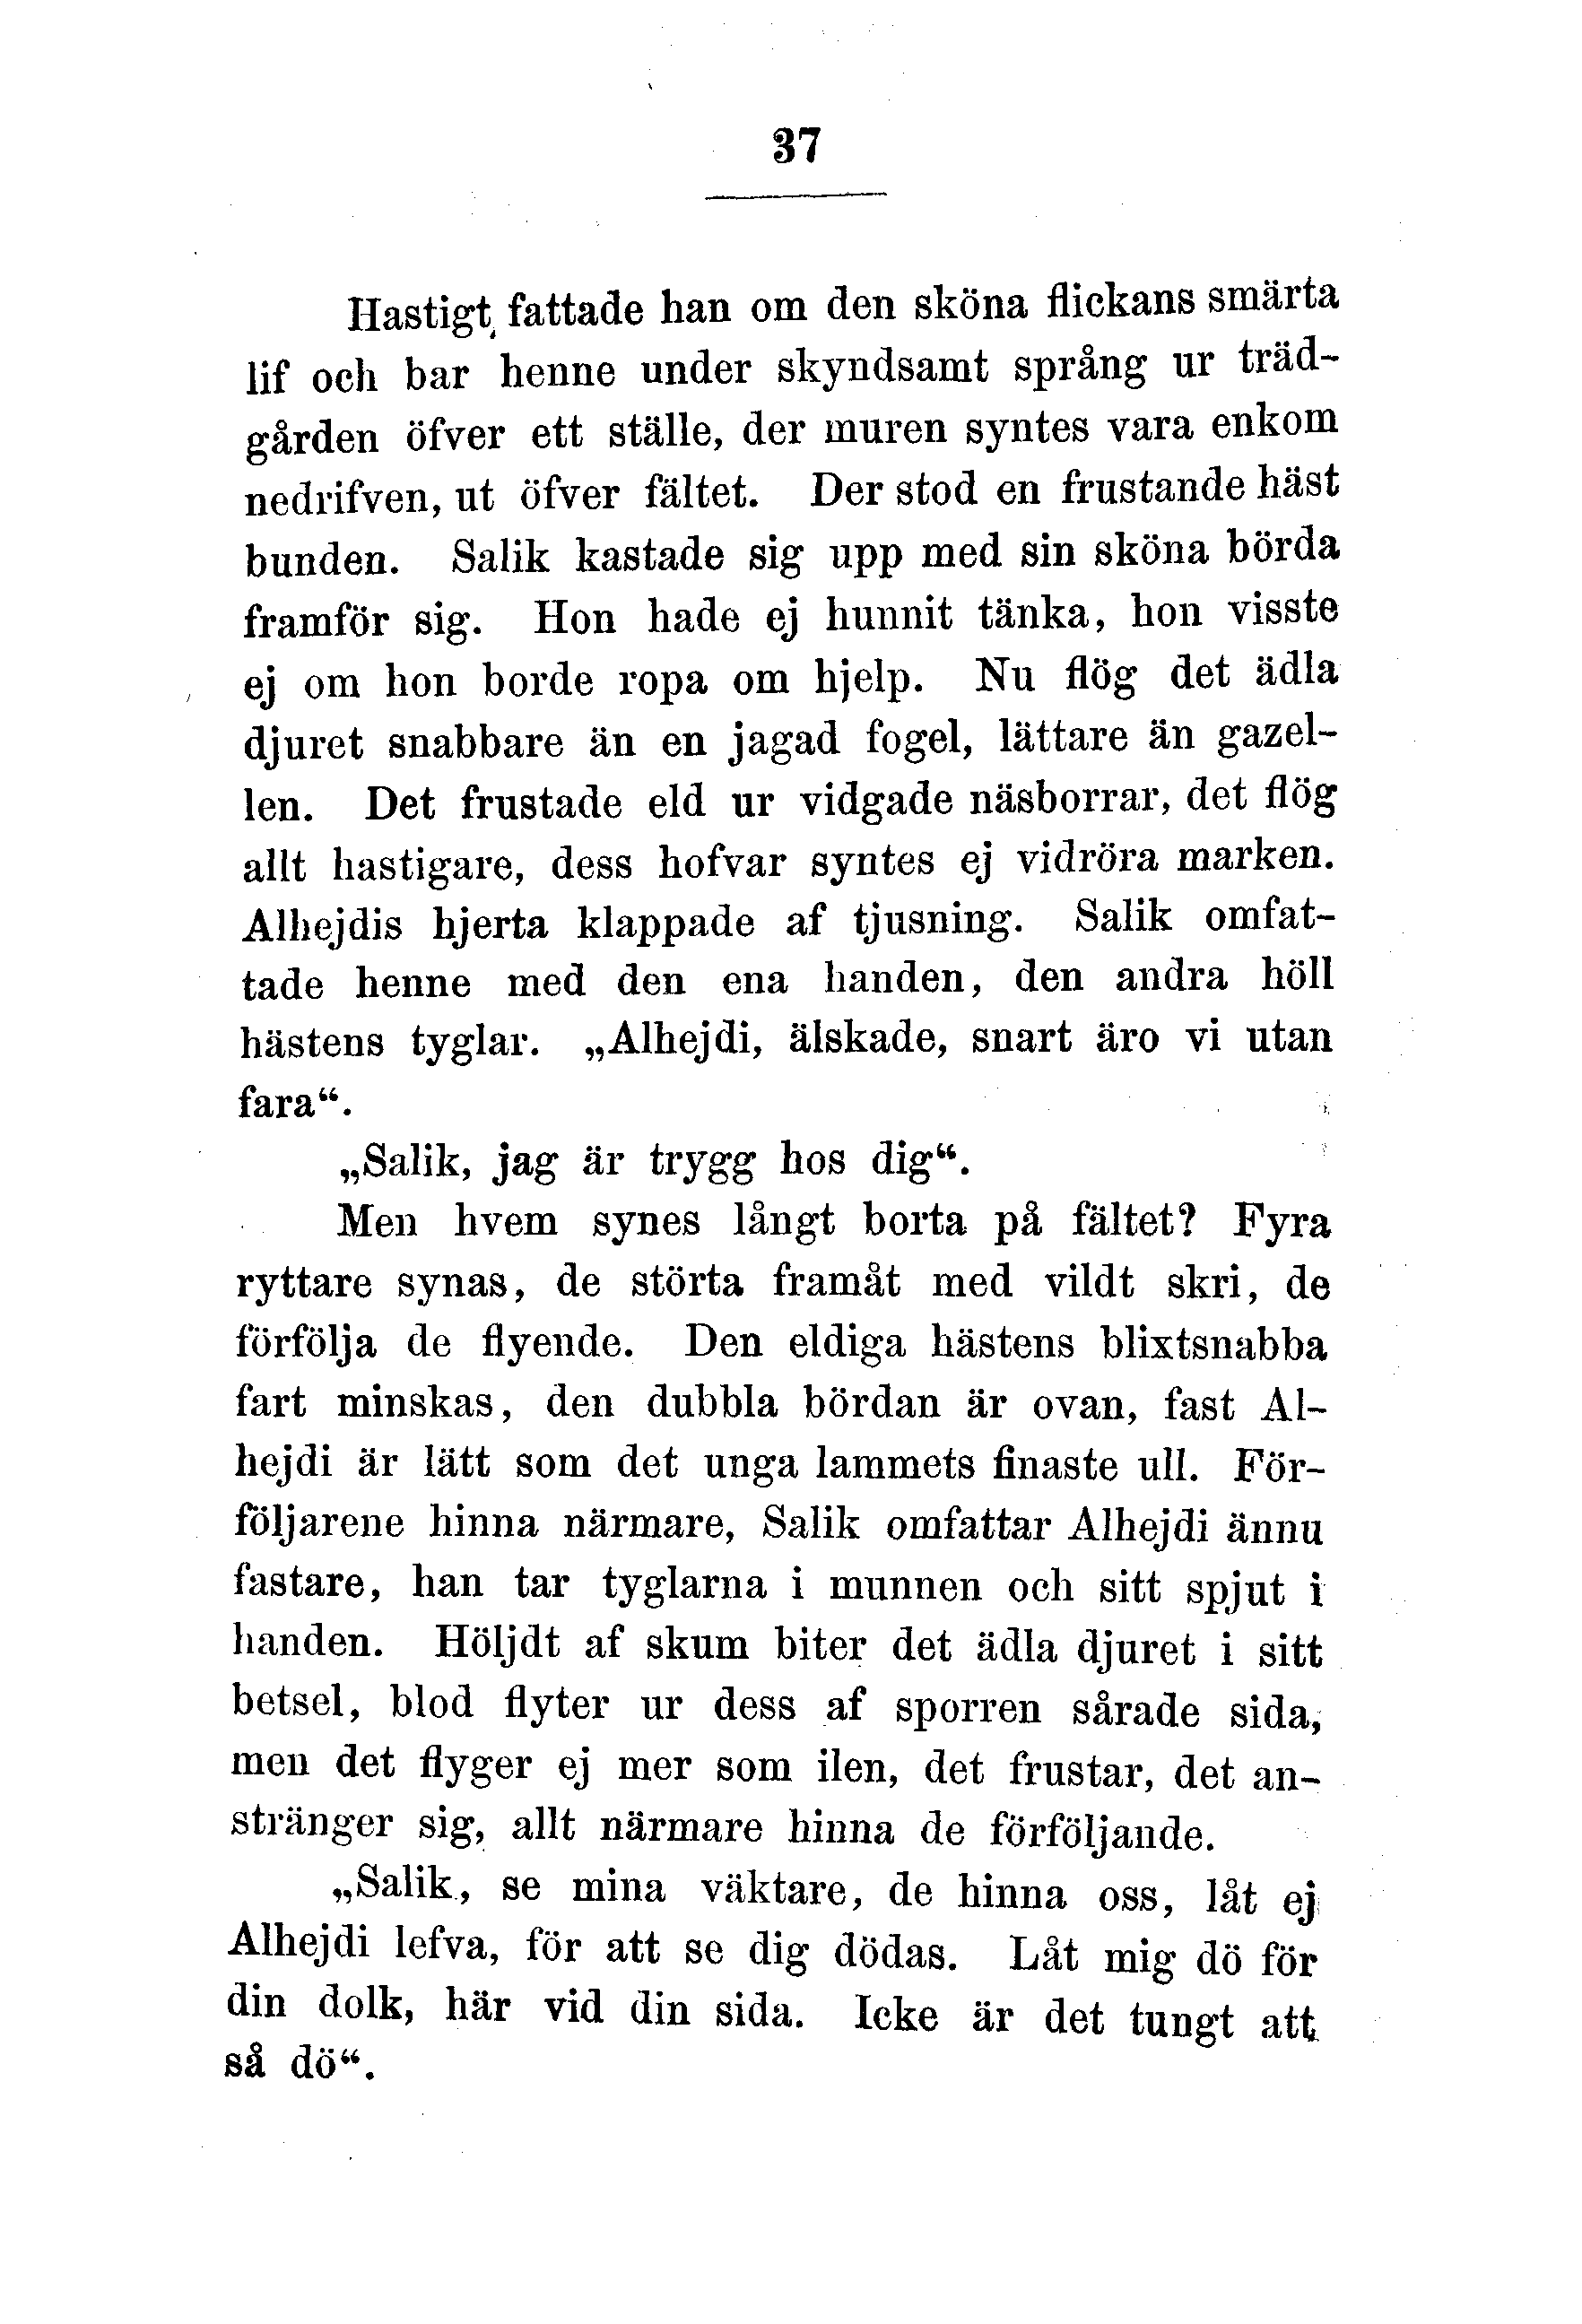 37
Hastigt fattade han om den sköna flickans smärta
lif och bar henne under skyndsamt språng ur träd-
gården öfver ett ställe, der muren syntes vara enkom
nedrifven, ut öfver fältet. Der stod en frustande häst
bunden. Salik kastade sig upp med sin sköna börda
framför sig. Hon hade ej hunnit tänka, hon visste
ej om hon borde ropa om hjelp. Nu flög det ädla
djuret snabbare än en jagad fogel, lättare än gazel-
len. Det frustade eld ur vidgade näsborrar, det flög
allt hastigare, dess hofvar syntes ej vidröra marken.
Alhejdis hjerta klappade af tjusning. Salik omfat-
tade henne med den ena handen, den andra höll
hästens tyglar. „Alhejdi, älskade, snart äro vi utan
fara“.
„Salik, jag är trygg hos dig“.
Men hvem synes långt borta på fältet? Fyra
ryttare synas, de störta framåt med vildt skri, de
förfölja de flyende. Den eldiga hästens blixtsnabba
fart minskas, den dubbla bördan är ovan, fast Al-
hejdi är lätt som det unga lammets finaste ull. För-
följarene hinna närmare, Salik omfattar Alhejdi ännu
fastare, han tar tyglarna i munnen och sitt spjut i
handen. Höljdt af skum biter det ädla djuret i sitt
betsel, blod flyter ur dess af sporren sårade sida,
men det flyger ej mer som ilen, det frustar, det an-
stränger sig, allt närmare hinna de förföljande.
„Salik, se mina väktare, de hinna oss, låt ej
Alhejdi lefva, för att se dig dödas. Låt mig dö för
din dolk, här vid din sida. Icke är det tungt att
så dö“.